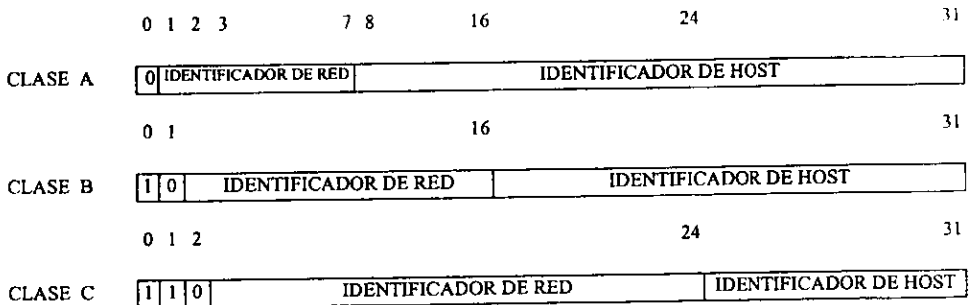 0 1 2 3 7 8 16 24 31
CLASE A 0 IDENTIFICADOR DE RED IDENTIFICADOR DE HOST
0 1 16 31
CLASE B 1 0 IDENTIFICADOR DE RED IDENTIFICADOR DE HOST
0 1 2 24 31
CLASE C 1 1 0 IDENTIFICADOR DE RED IDENTIFICADOR DE HOST